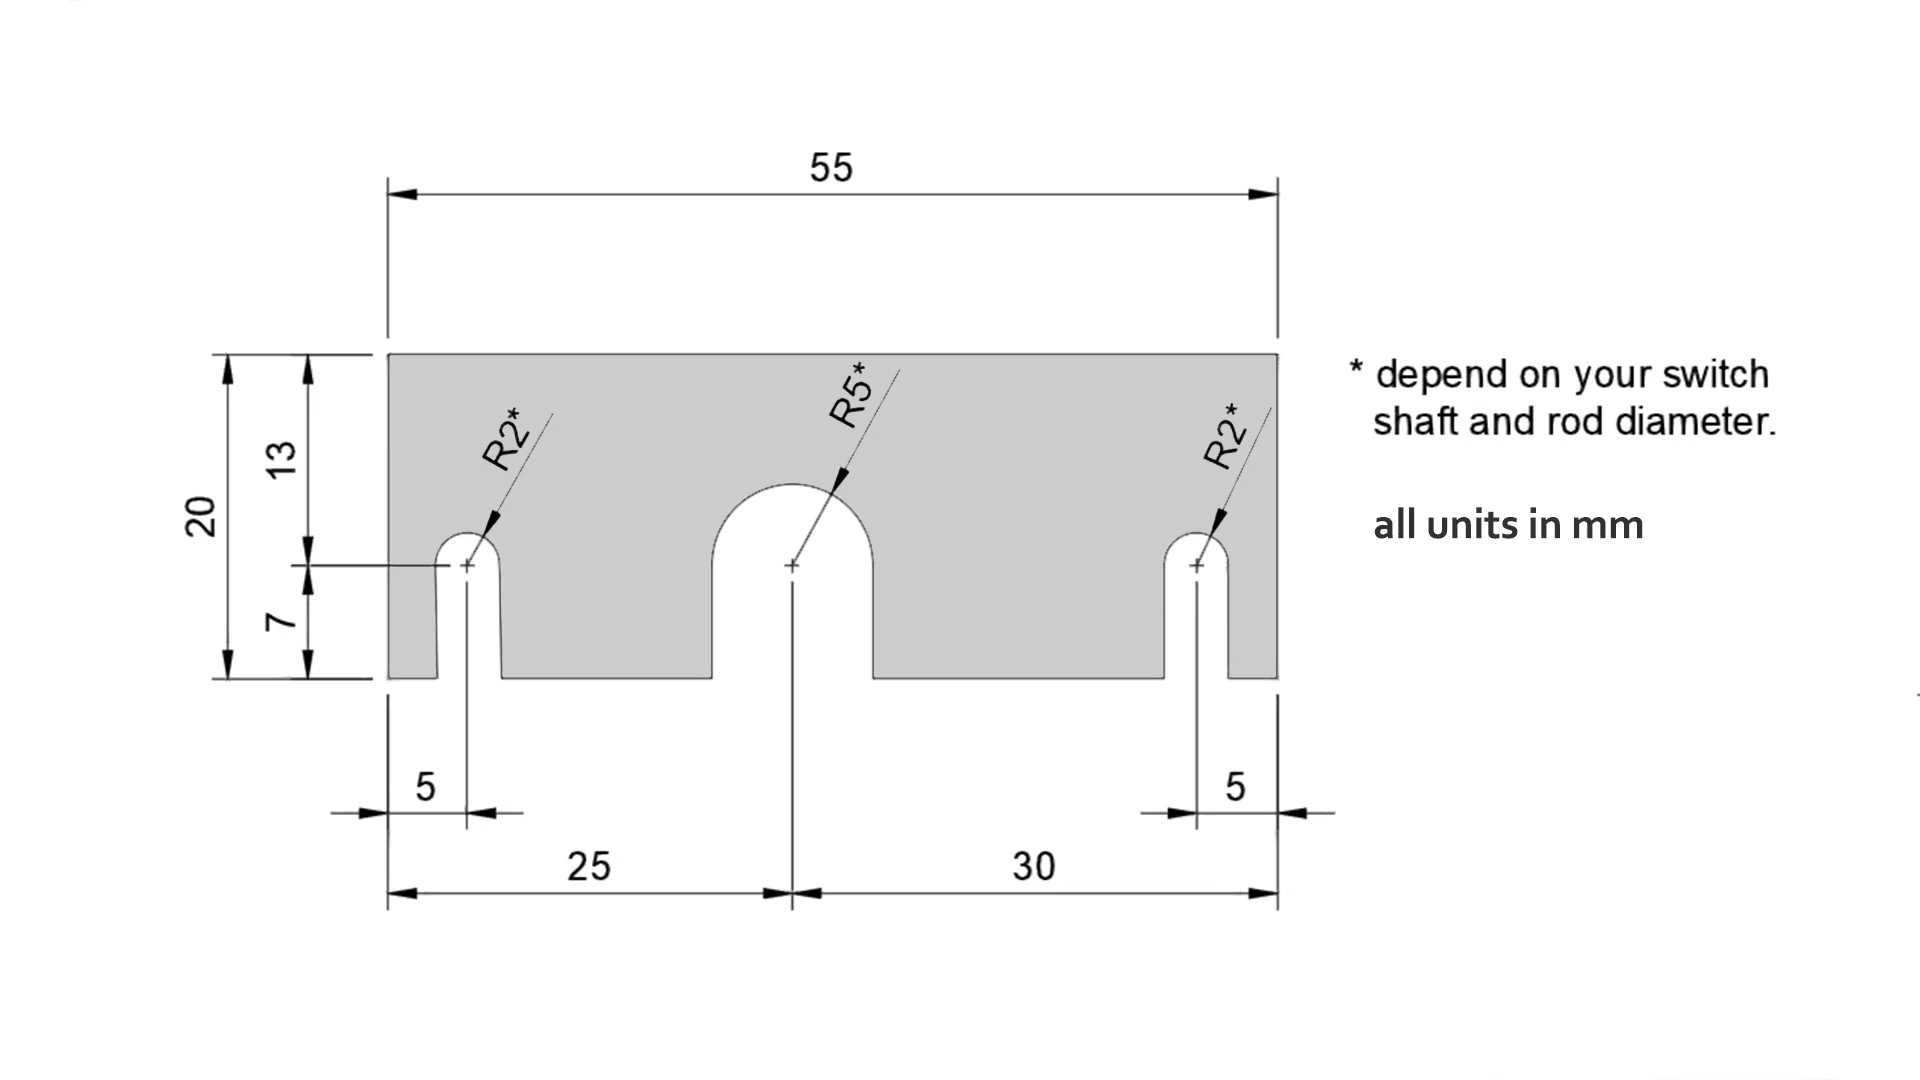 55
R5*
* depend on your switch
shaft and rod diameter.
R2*
R2*
13
20
all units in mm
7
5
5
25
30